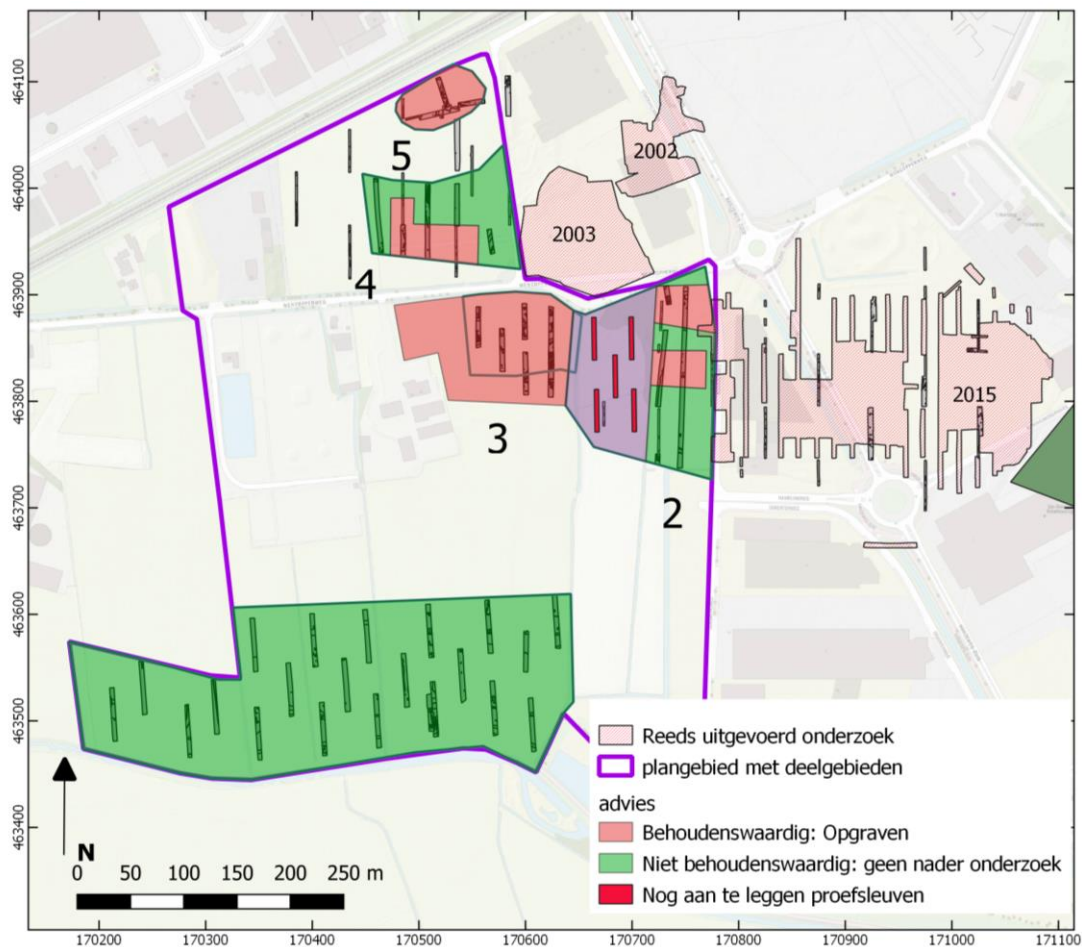 464100
464000
463900
463800
463700
463600
463500
463400
2002
5
2003
4
2015
3
2
Reeds uitgevoerd onderzoek
plangebied met deelgebieden
advies
Behoudenswaardig: Opgraven
Niet behoudenswaardig: geen nader onderzoek
Nog aan te leggen proefsleuven
N
0 50 100 150 200 250 m
170200 170300 170400 170500 170600 170700 170800 170900 171000 171100